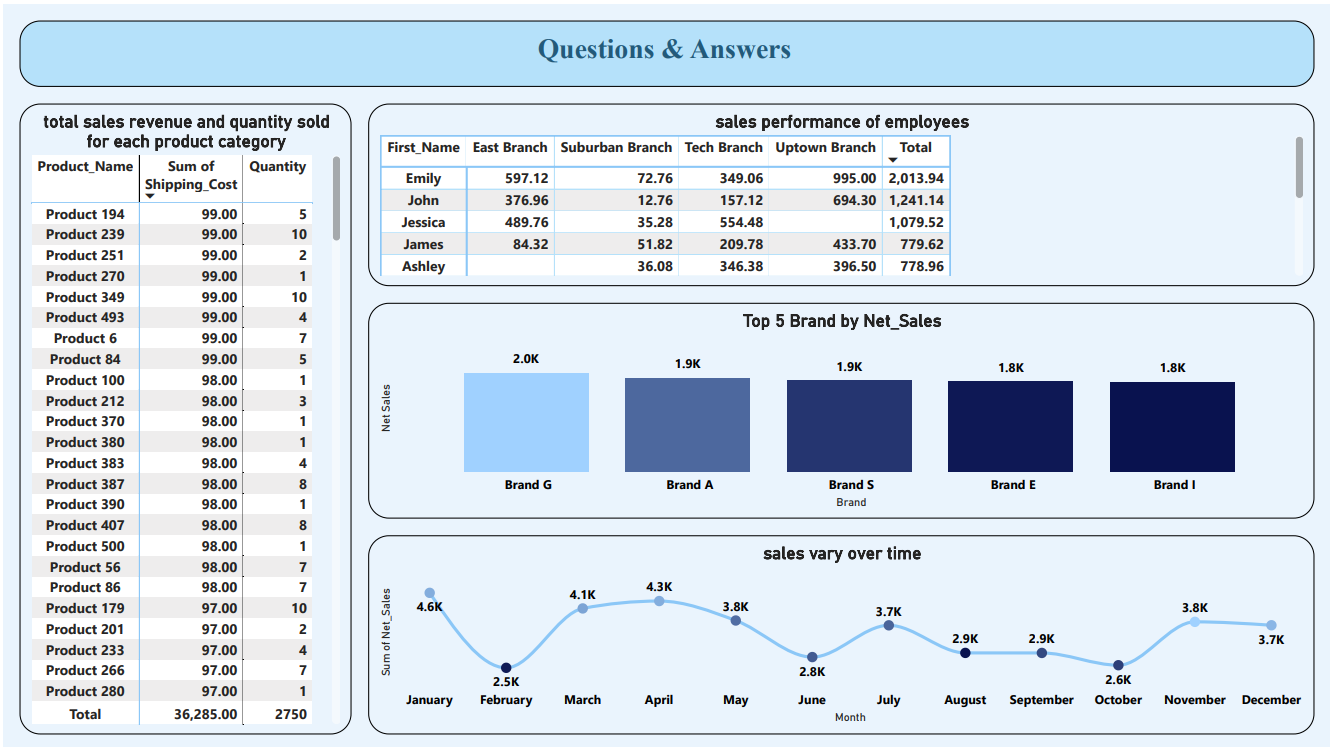 Questions & Answers
total sales revenue and quantity sold
for each product category
Product_Name Sum of Shipping_Cost Quantity
Product 194 99.00 5
Product 239 99.00 10
Product 251 99.00 2
Product 270 99.00 1
Product 349 99.00 10
Product 493 99.00 4
Product 6 99.00 7
Product 84 99.00 5
Product 100 98.00 1
Product 212 98.00 3
Product 370 98.00 1
Product 380 98.00 1
Product 383 98.00 4
Product 387 98.00 8
Product 390 98.00 1
Product 407 98.00 8
Product 500 98.00 1
Product 56 98.00 7
Product 86 98.00 7
Product 179 97.00 10
Product 201 97.00 2
Product 233 97.00 4
Product 266 97.00 7
Product 280 97.00 1
Total 36,285.00 2750
sales performance of employees
First_Name East Branch Suburban Branch Tech Branch Uptown Branch Total
Emily 597.12 72.76 349.06 995.00 2,013.94
John 376.96 12.76 157.12 694.30 1,241.14
Jessica 489.76 35.28 554.48 1,079.52
James 84.32 51.82 209.78 433.70 779.62
Ashley 36.08 346.38 396.50 778.96
Top 5 Brand by Net_Sales
Net Sales
2.0K 1.9K 1.9K 1.8K 1.8K
Brand G Brand A Brand S Brand E Brand I
Brand
sales vary over time
Sum of Net_Sales
4.6K 2.5K 4.1K 4.3K 3.8K 2.8K 3.7K 2.9K 2.9K 2.6K 3.8K 3.7K
January February March April May June July August September October November December
Month